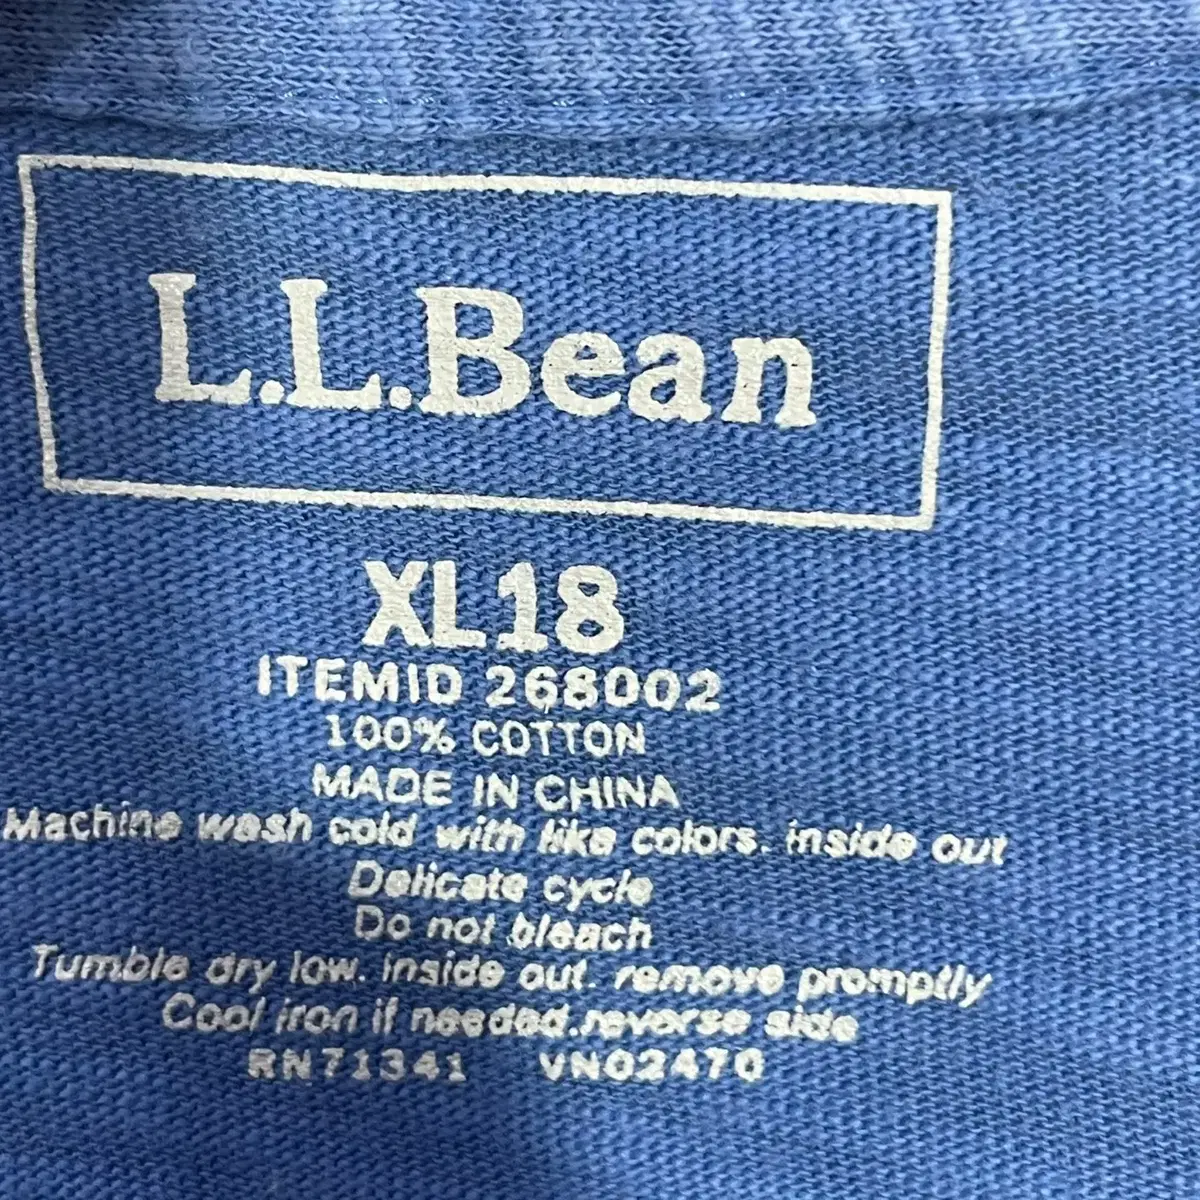 L.L.Bean
XL18
ITEMID 268002
100% COTTON
MADE IN CHINA
Machine wash cold with like colors. inside out
Delicate cycle
Do not bleach
Tumble dry low. inside out. remove promptly
Cool iron if needed.reverse side
RN71341 VN02470